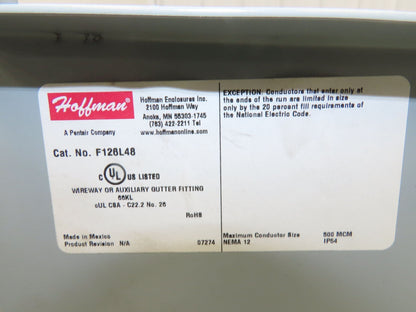 Hoffman
A Pentair Company
Hoffman Enclosures Inc.
2100 Hoffman Way
Anoka, MN 55303-1745
(763) 422-2211 Tel
www.hoffmanonline.com
EXCEPTION: Conductors that enter only at
the ends of the run are limited in size
only by the 20 percent fill requirements of
the National Electric Code.
Cat. No. F126L48
C UL US LISTED
WIREWAY OR AUXILIARY GUTTER FITTING
66KL
cUL CSA - C22.2 No. 26
RoHS
Made in Mexico
Product Revision N/A 07274
Maximum Conductor Size 500 MCM
NEMA 12 IP54